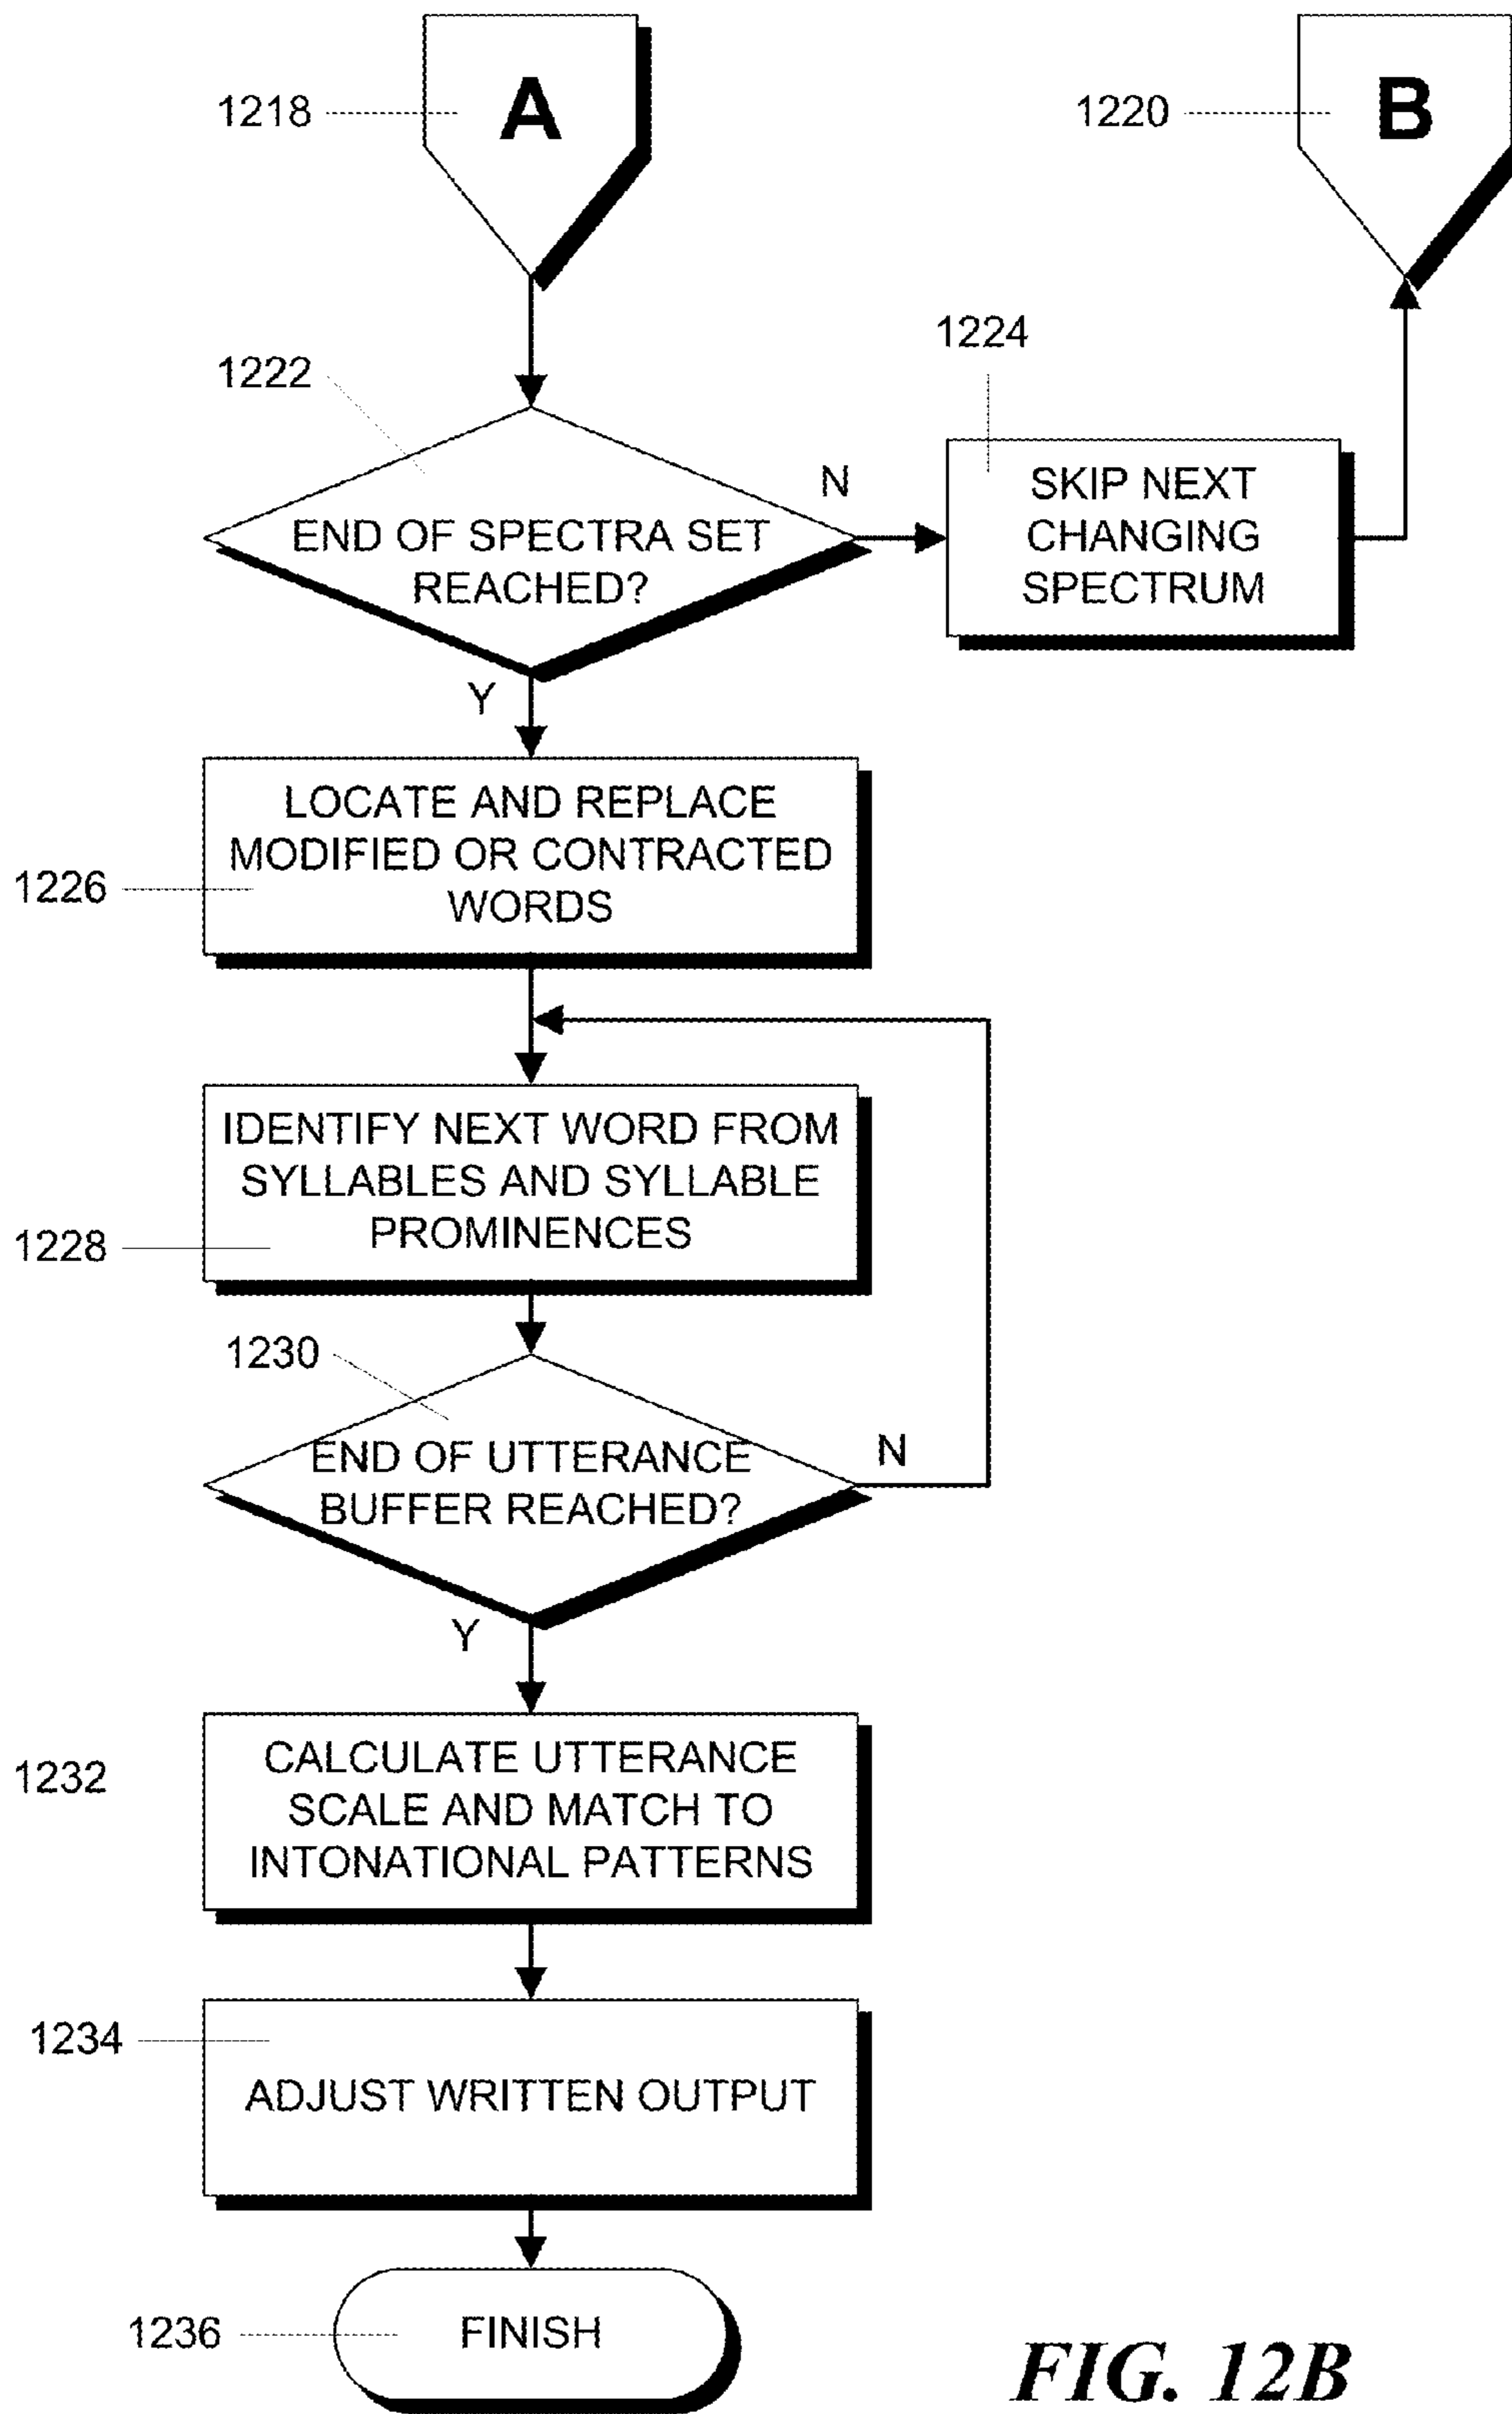 1218
A
1220
B
1222
END OF SPECTRA SET
REACHED?
N
1224
SKIP NEXT
CHANGING
SPECTRUM
Y
1226
LOCATE AND REPLACE
MODIFIED OR CONTRACTED
WORDS
1228
IDENTIFY NEXT WORD FROM
SYLLABLES AND SYLLABLE
PROMINENCES
1230
END OF UTTERANCE
BUFFER REACHED?
N
Y
1232
CALCULATE UTTERANCE
SCALE AND MATCH TO
INTONATIONAL PATTERNS
1234
ADJUST WRITTEN OUTPUT
1236
FINISH
FIG. 12B